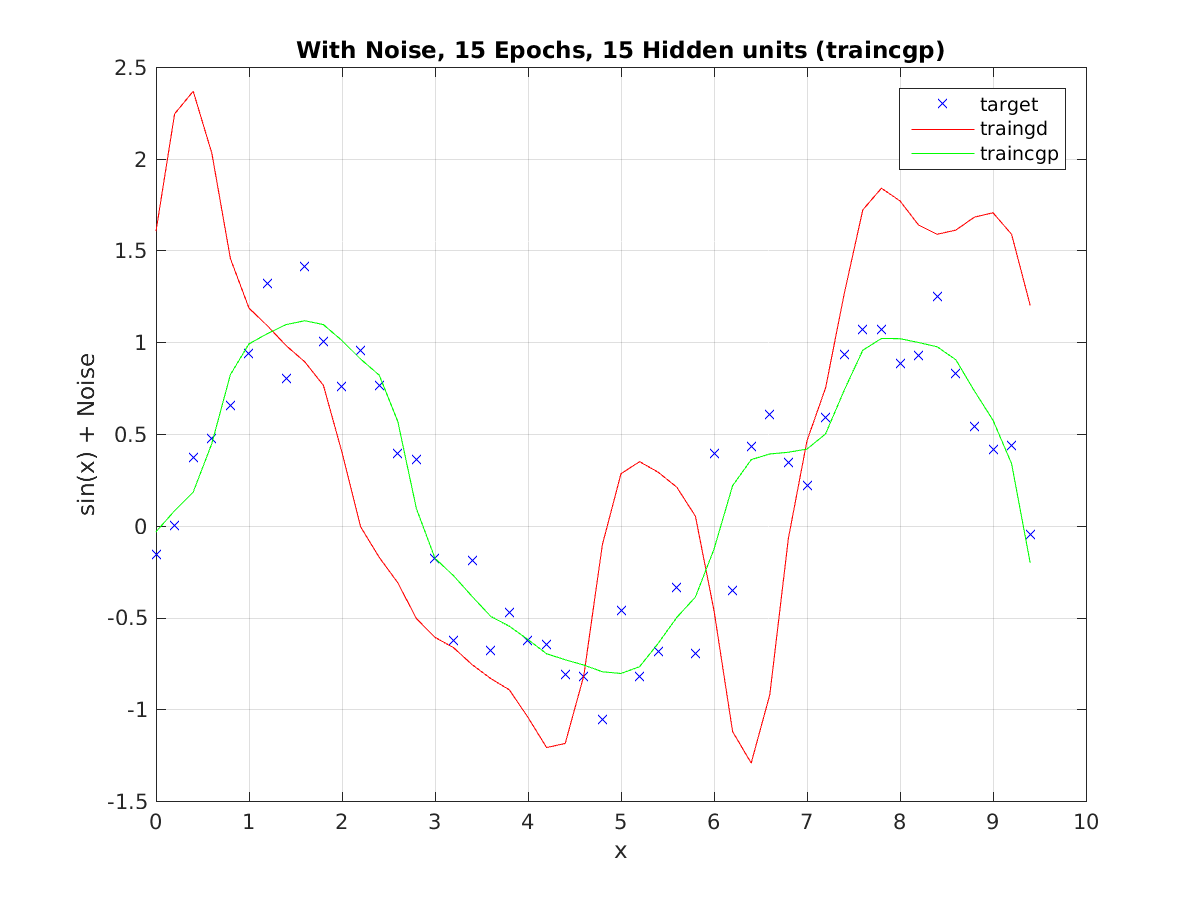 With Noise, 15 Epochs, 15 Hidden units (traincgp)
2.5
2
1.5
1
0.5
0
-0.5
-1
-1.5
sin(x) + Noise
target
traingd
traincgp
0 1 2 3 4 5 6 7 8 9 10
x